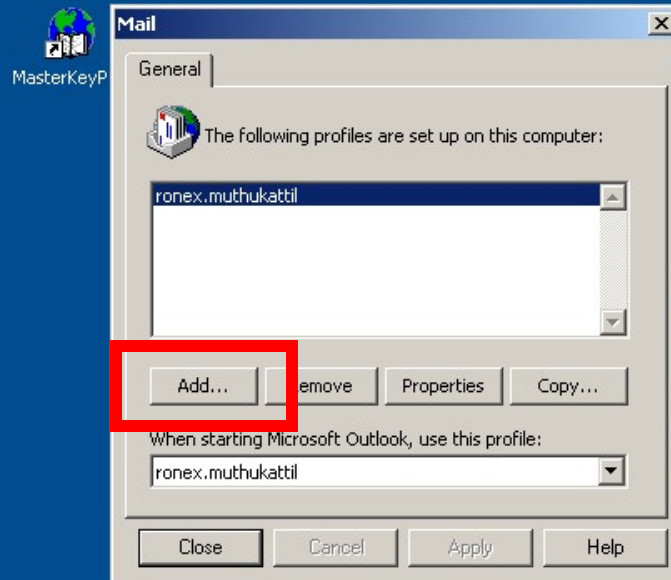 Mail
MasterKeyP
General
The following profiles are set up on this computer:
ronex.muthukattil
Add... emove Properties Copy...
When starting Microsoft Outlook, use this profile:
ronex.muthukattil
Close Cancel Apply Help